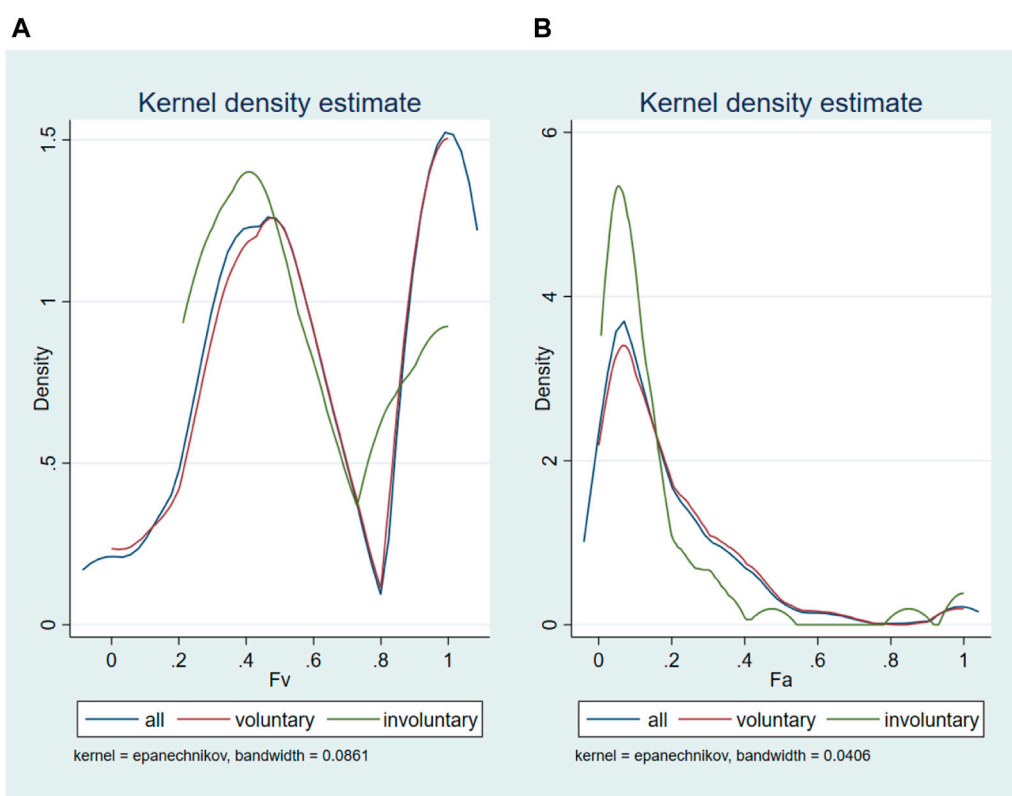 A
B
Kernel density estimate
Kernel density estimate
Density
1.5
1
.5
0
0 .2 .4 .6 .8 1
Fv
all voluntary involuntary
kernel = epanechnikov, bandwidth = 0.0861
Density
6
4
2
0
0 .2 .4 .6 .8 1
Fa
all voluntary involuntary
kernel = epanechnikov, bandwidth = 0.0406